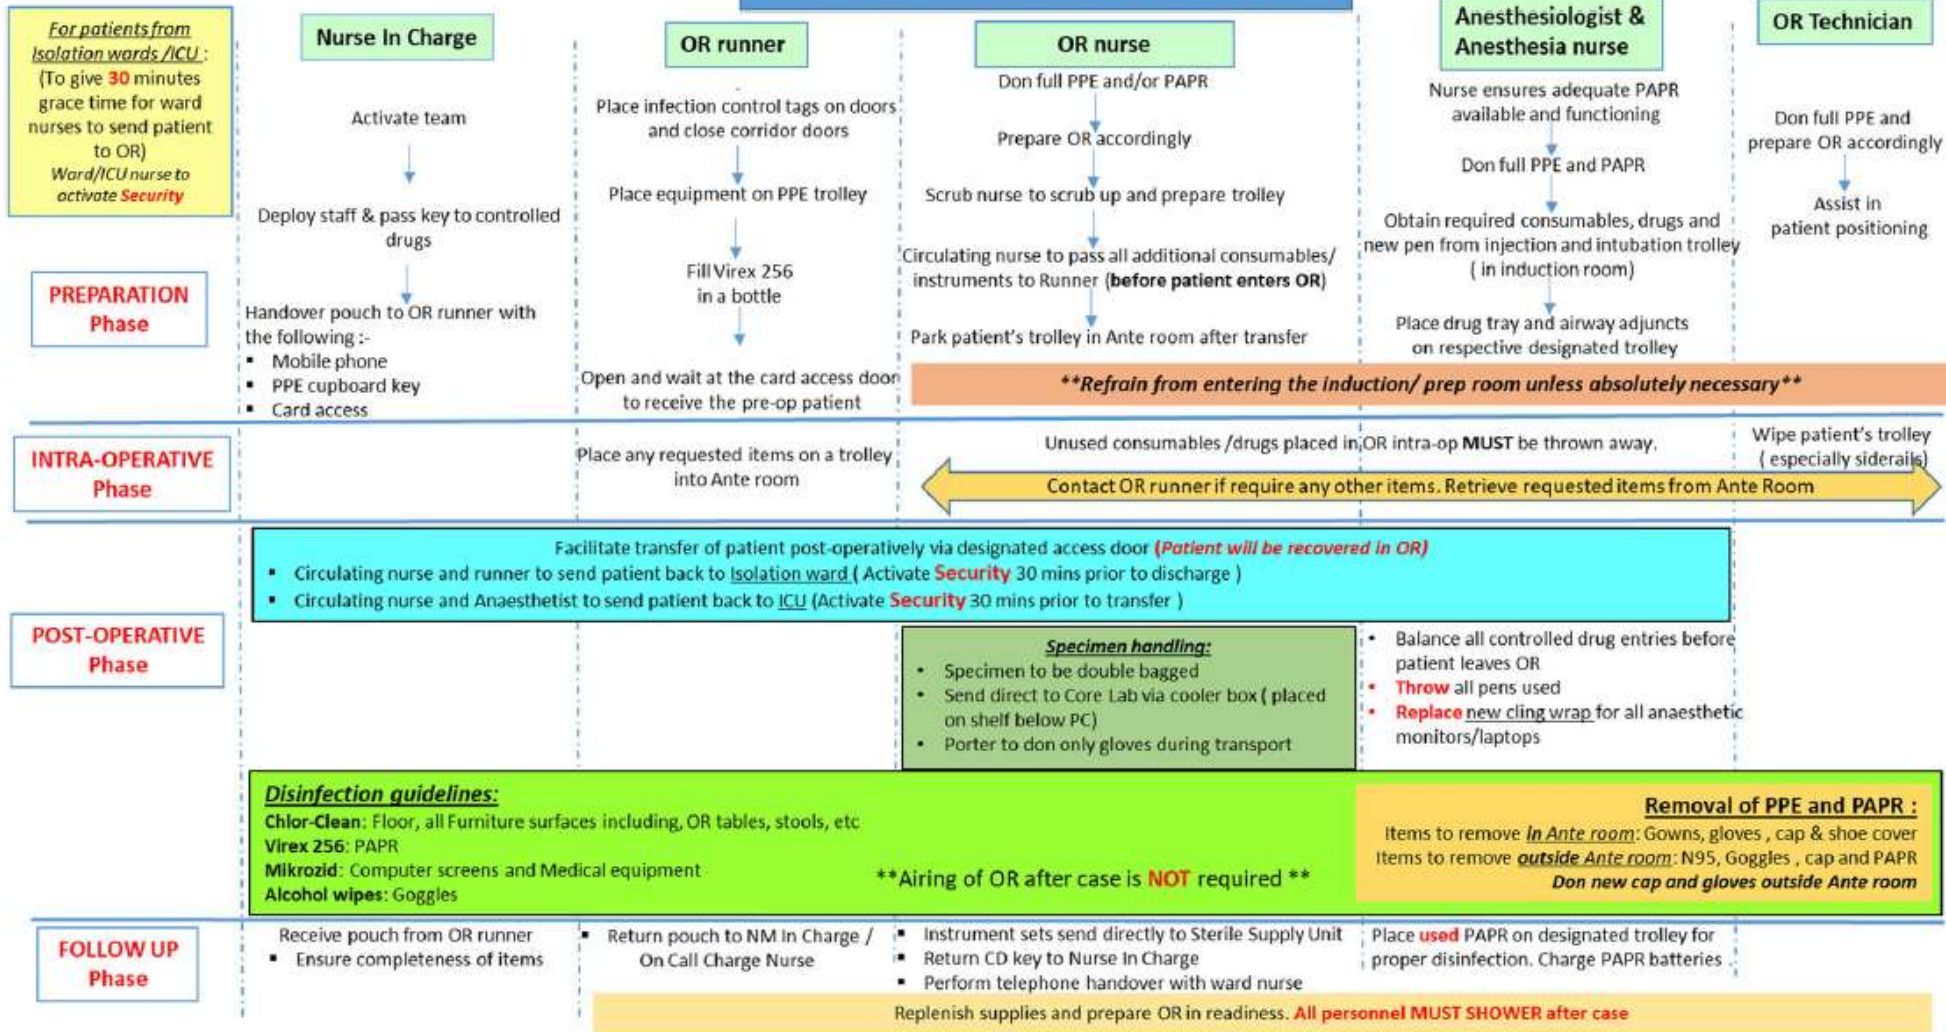 For patients from
Isolation wards /ICU :
(To give 30 minutes
grace time for ward
nurses to send patient
to OR)
Ward/ICU nurse to
activate Security
Nurse In Charge
OR runner
OR nurse
Anesthesiologist &
Anesthesia nurse
OR Technician
PREPARATION
Phase
Activate team
Deploy staff & pass key to controlled
drugs
Handover pouch to OR runner with
the following :-
▪ Mobile phone
▪ PPE cupboard key
▪ Card access
Place infection control tags on doors
and close corridor doors
Place equipment on PPE trolley
Fill Virex 256
in a bottle
Open and wait at the card access door
to receive the pre-op patient
Don full PPE and/or PAPR
Prepare OR accordingly
Scrub nurse to scrub up and prepare trolley
Circulating nurse to pass all additional consumables/
instruments to Runner (before patient enters OR)
Park patient's trolley in Ante room after transfer
Nurse ensures adequate PAPR
available and functioning
Don full PPE and PAPR
Obtain required consumables, drugs and
new pen from injection and intubation trolley
( in induction room)
Place drug tray and airway adjuncts
on respective designated trolley
Don full PPE and
prepare OR accordingly
Assist in
patient positioning
**Refrain from entering the induction/ prep room unless absolutely necessary**
INTRA-OPERATIVE
Phase
Place any requested items on a trolley
into Ante room
Unused consumables /drugs placed in OR intra-op MUST be thrown away.
Wipe patient's trolley
( especially siderails)
Contact OR runner if require any other items. Retrieve requested items from Ante Room
POST-OPERATIVE
Phase
Facilitate transfer of patient post-operatively via designated access door (Patient will be recovered in OR)
▪ Circulating nurse and runner to send patient back to Isolation ward ( Activate Security 30 mins prior to discharge )
▪ Circulating nurse and Anaesthetist to send patient back to ICU (Activate Security 30 mins prior to transfer )
Specimen handling:
• Specimen to be double bagged
• Send direct to Core Lab via cooler box ( placed
on shelf below PC)
• Porter to don only gloves during transport
• Balance all controlled drug entries before
patient leaves OR
• Throw all pens used
• Replace new cling wrap for all anaesthetic
monitors/laptops
Disinfection guidelines:
Chlor-Clean: Floor, all Furniture surfaces including, OR tables, stools, etc
Virex 256: PAPR
Mikrozid: Computer screens and Medical equipment
Alcohol wipes: Goggles
**Airing of OR after case is NOT required **
Removal of PPE and PAPR :
Items to remove in Ante room: Gowns, gloves , cap & shoe cover
Items to remove outside Ante room: N95, Goggles , cap and PAPR
Don new cap and gloves outside Ante room
FOLLOW UP
Phase
Receive pouch from OR runner
▪ Ensure completeness of items
▪ Return pouch to NM In Charge /
On Call Charge Nurse
▪ Instrument sets send directly to Sterile Supply Unit
▪ Return CD key to Nurse In Charge
▪ Perform telephone handover with ward nurse
Place used PAPR on designated trolley for
proper disinfection. Charge PAPR batteries .
Replenish supplies and prepare OR in readiness. All personnel MUST SHOWER after case